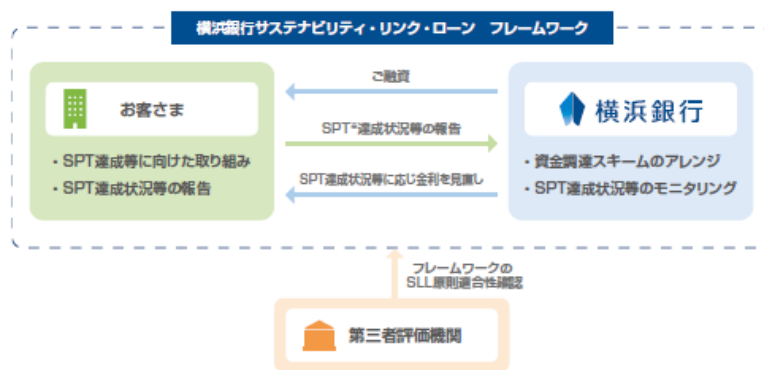 横浜銀行サステナビリティ・リンク・ローン フレームワーク
お客さま
・SPT達成等に向けた取り組み
・SPT達成状況等の報告
ご融資
SPT*達成状況等の報告
SPT達成状況等に応じ金利を見直し
横浜銀行
・資金調達スキームのアレンジ
・SPT達成状況等のモニタリング
フレームワークの
SLL原則適合性確認
第三者評価機関